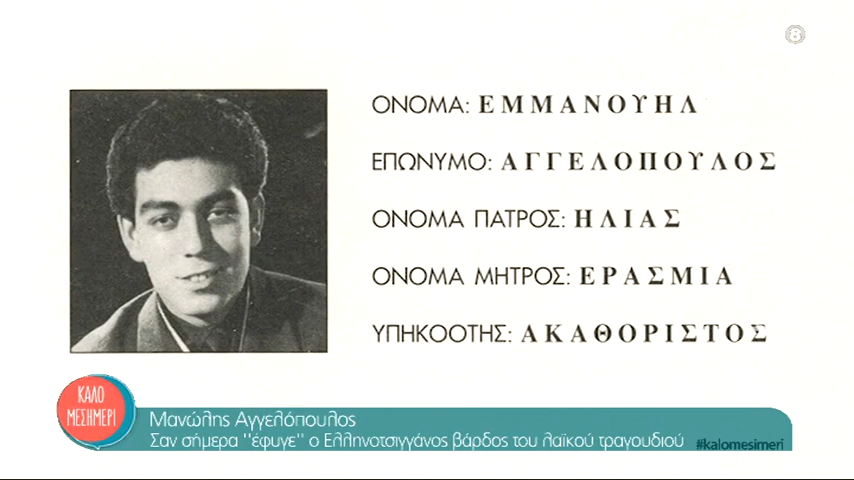 8
ΟΝΟΜΑ: ΕΜΜΑΝΟΥΗΛ
ΕΠΩΝΥΜΟ: ΑΓΓΕΛΟΠΟΥΛΟΣ
ΟΝΟΜΑ ΠΑΤΡΟΣ: ΗΛΙΑΣ
ΟΝΟΜΑ ΜΗΤΡΟΣ: ΕΡΑΣΜΙΑ
ΥΠΗΚΟΟΤΗΣ: ΑΚΑΘΟΡΙΣΤΟΣ
ΚΑΛΟ
ΜΕΣΗΜΕΡΙ
Μανώλης Αγγελόπουλος
Σαν σήμερα "έφυγε" ο Ελληνοτσιγγάνος βάρδος του λαϊκού τραγουδιού #kalomesimeri